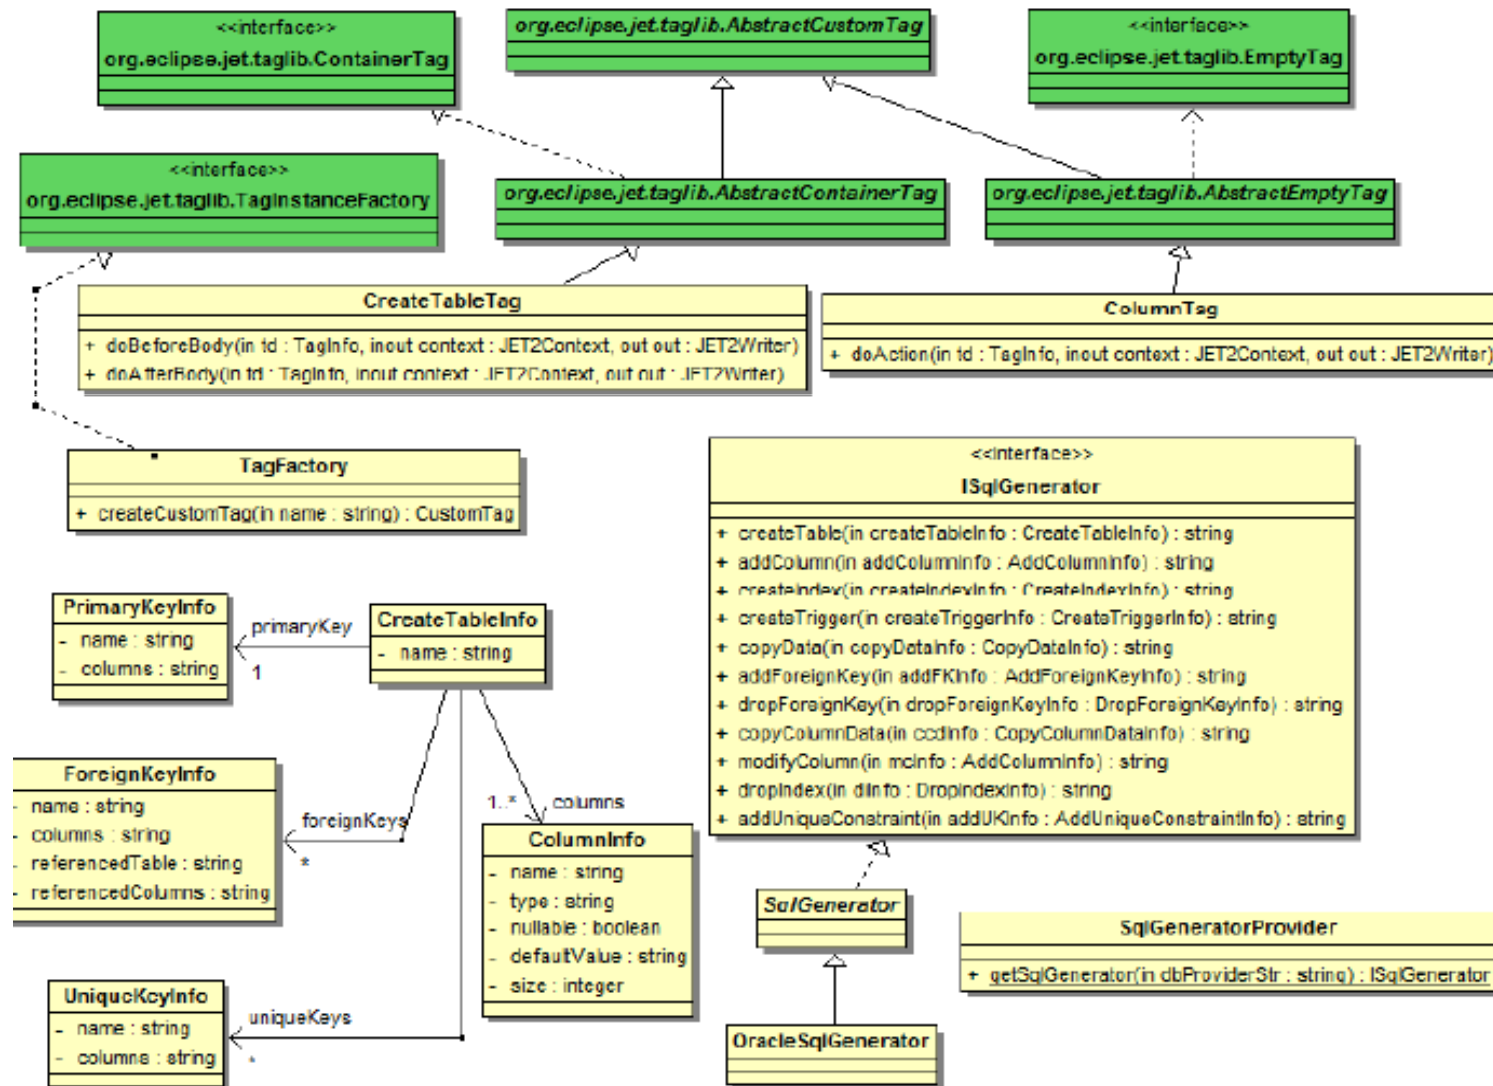 <<interface>>
org.eclipse.jet.taglib.ContainerTag
org.eclipse.jet.taglib.AbstractCustomTag
<<interface>>
org.eclipse.jet.taglib.EmptyTag
<<interface>>
org.eclipse.jet.taglib.TagInstanceFactory
org.eclipse.jet.taglib.AbstractContainerTag
org.eclipse.jet.taglib.AbstractEmptyTag
CreateTableTag
+ doBeforeBody(in td : TagInfo, inout context : JET2Context, out out : JET2Writer)
+ doAfterBody(in td : TagInfo, inout context : JET2Context, out out : JET2Writer)
ColumnTag
+ doAction(in td : TagInfo, inout context : JET2Context, out out : JET2Writer)
TagFactory
+ createCustomTag(in name : string) : CustomTag
<<interface>>
ISqlGenerator
+ createTable(in createTableInfo : CreateTableInfo) : string
+ addColumn(in addColumnInfo : AddColumnInfo) : string
+ createIndex(in createIndexInfo : CreateIndexInfo) : string
+ createTrigger(in createTriggerInfo : CreateTriggerInfo) : string
+ copyData(in copyDataInfo : CopyDataInfo) : string
+ addForeignKey(in addFKInfo : AddForeignKeyInfo) : string
+ dropForeignKey(in dropForeignKeyInfo : DropForeignKeyInfo) : string
+ copyColumnData(in ccdInfo : CopyColumnDataInfo) : string
+ modifyColumn(in mcInfo : AddColumnInfo) : string
+ dropIndex(in diInfo : DropIndexInfo) : string
+ addUniqueConstraint(in addUKInfo : AddUniqueConstraintInfo) : string
PrimaryKeyInfo
- name : string
- columns : string
primaryKey
1
CreateTableInfo
- name : string
ForeignKeyInfo
- name : string
- columns : string
- referencedTable : string
- referencedColumns : string
foreignKeys
*
1..*
columns
ColumnInfo
- name : string
- type : string
- nullable : boolean
- defaultValue : string
- size : integer
SqlGenerator
SqlGeneratorProvider
+ getSqlGenerator(in dbProviderStr : string) : ISqlGenerator
UniqueKeyInfo
- name : string
- columns : string
uniqueKeys
*
OracleSqlGenerator